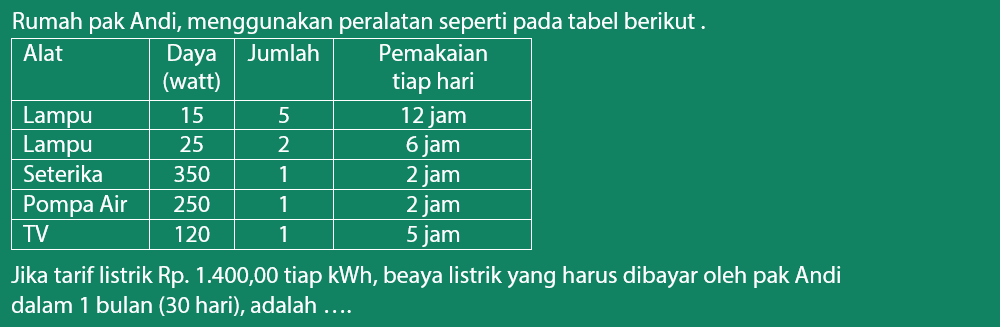 Rumah pak Andi, menggunakan peralatan seperti pada tabel berikut .
Alat Daya (watt) Jumlah Pemakaian tiap hari
Lampu 15 5 12 jam
Lampu 25 2 6 jam
Seterika 350 1 2 jam
Pompa Air 250 1 2 jam
TV 120 1 5 jam
Jika tarif listrik Rp. 1.400,00 tiap kWh, beaya listrik yang harus dibayar oleh pak Andi
dalam 1 bulan (30 hari), adalah ....